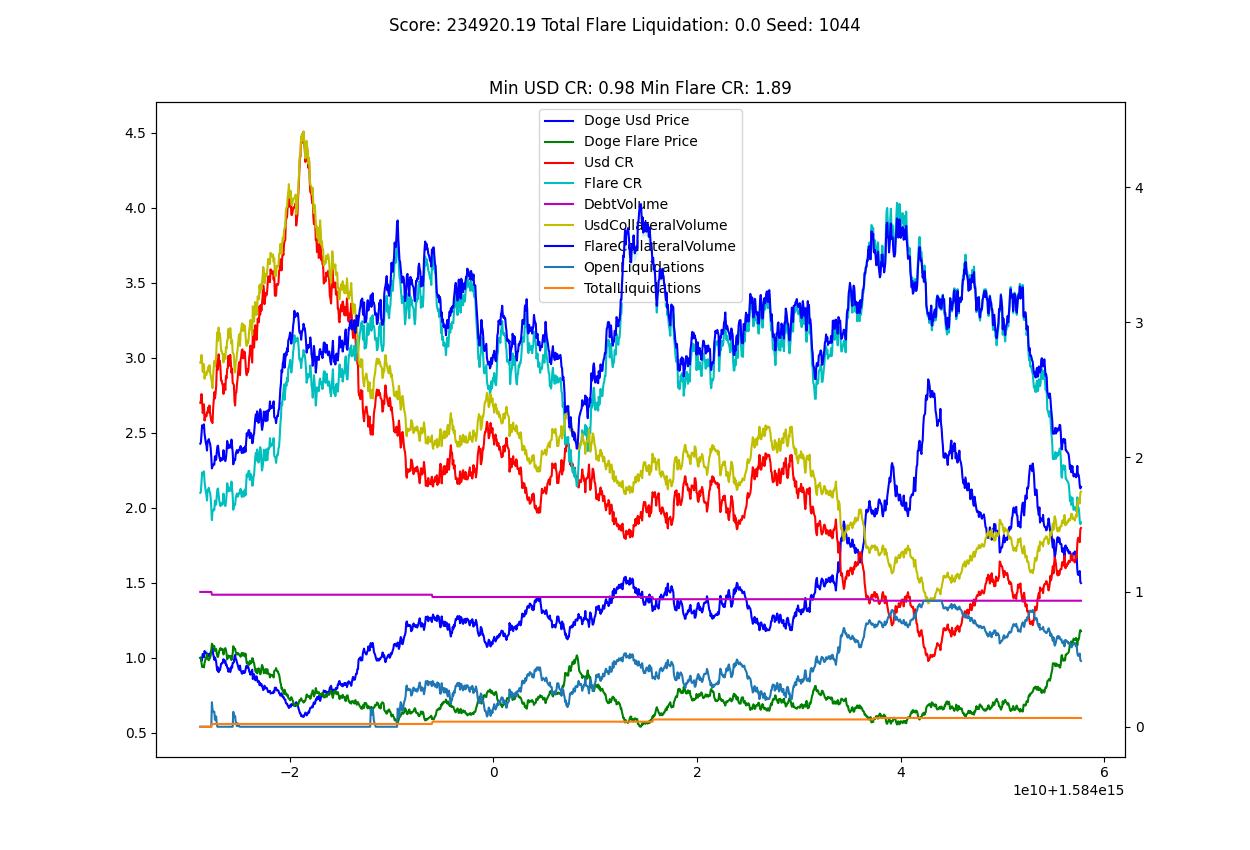 Score: 234920.19 Total Flare Liquidation: 0.0 Seed: 1044
Min USD CR: 0.98 Min Flare CR: 1.89
Doge Usd Price
Doge Flare Price
Usd CR
Flare CR
DebtVolume
UsdCollateralVolume
FlareCollateralVolume
OpenLiquidations
TotalLiquidations
4.5
4.0
3.5
3.0
2.5
2.0
1.5
1.0
0.5
4
3
2
1
0
−2 0 2 4 6
1e10+1.584e15